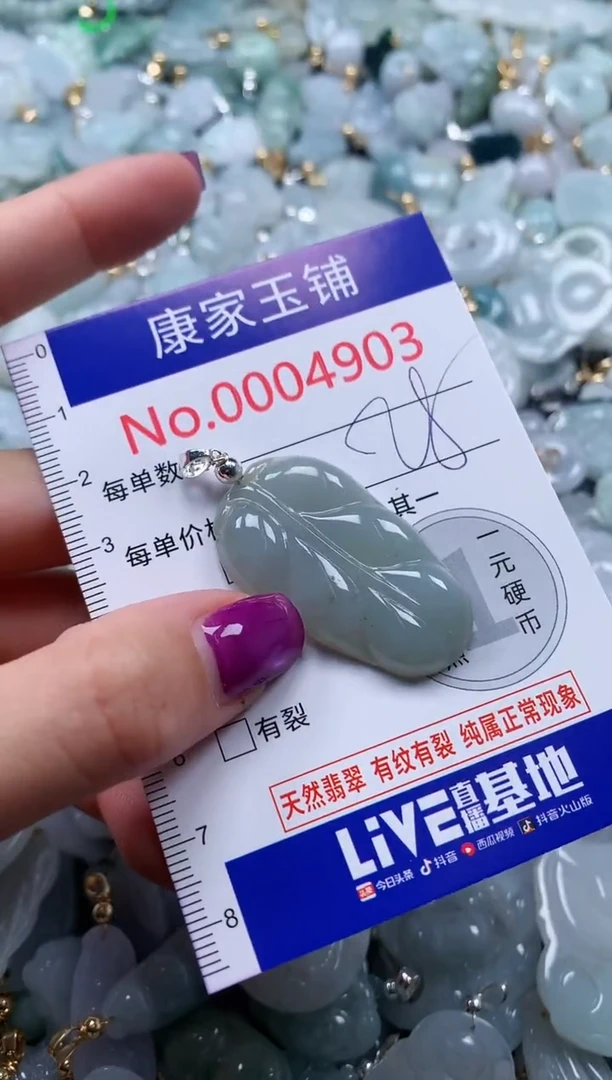 康家玉铺
No.0004903
每单数
每单价
其一
一元硬币
1
有裂
天然翡翠 有纹有裂 纯属正常现象
LiVE直播基地
今日头条 抖音 西瓜视频 抖音火山版
0
1
2
3
7
8